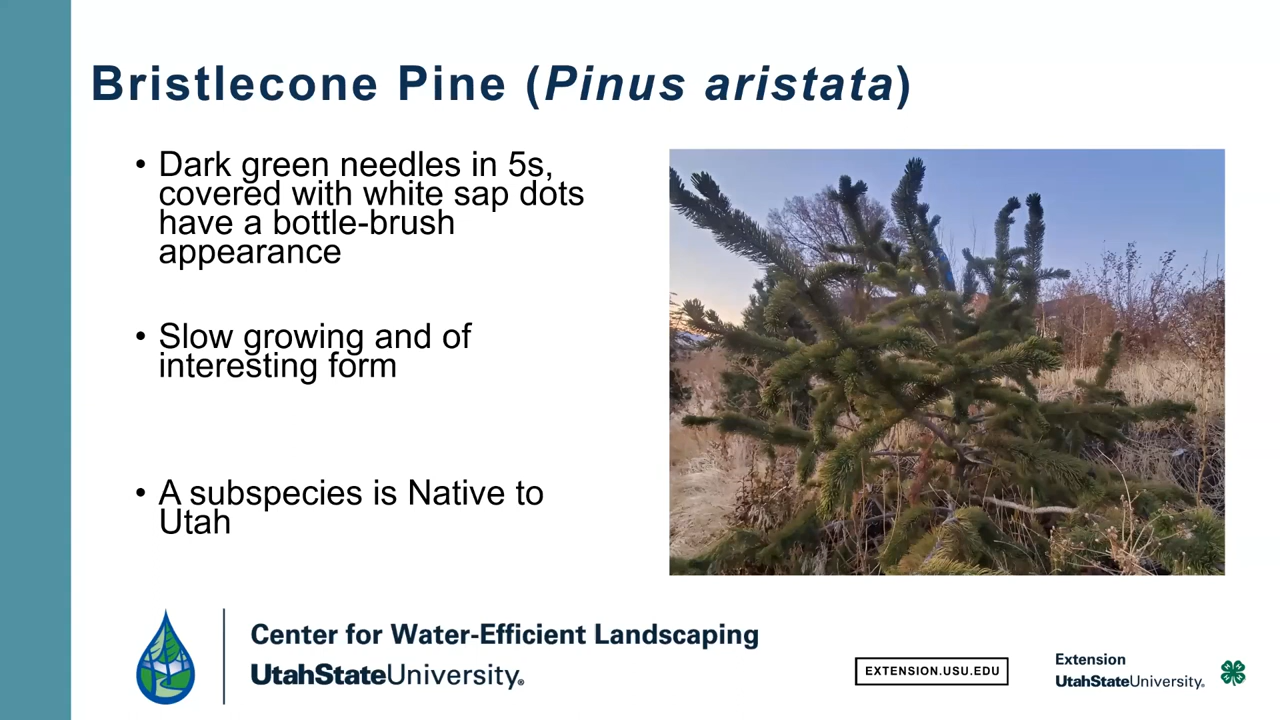 Bristlecone Pine (Pinus aristata)
• Dark green needles in 5s,
covered with white sap dots
have a bottle-brush
appearance
• Slow growing and of
interesting form
• A subspecies is Native to
Utah
Center for Water-Efficient Landscaping
UtahStateUniversity®
EXTENSION.USU.EDU
Extension
UtahStateUniversity®